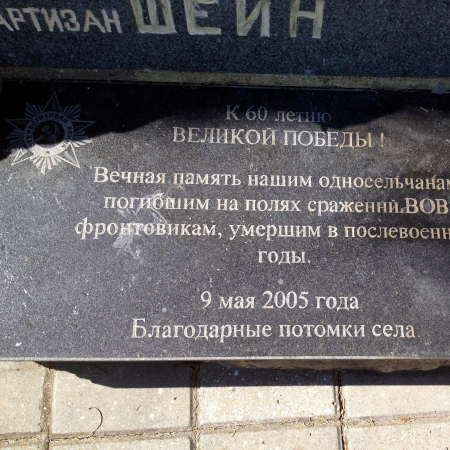 АРТИЗАН ШЕЙН
К 60 летию
ВЕЛИКОЙ ПОБЕДЫ !
Вечная память нашим односельчанам
погибшим на полях сражений ВОВ
фронтовикам, умершим в послевоенн
годы.
9 мая 2005 года
Благодарные потомки села